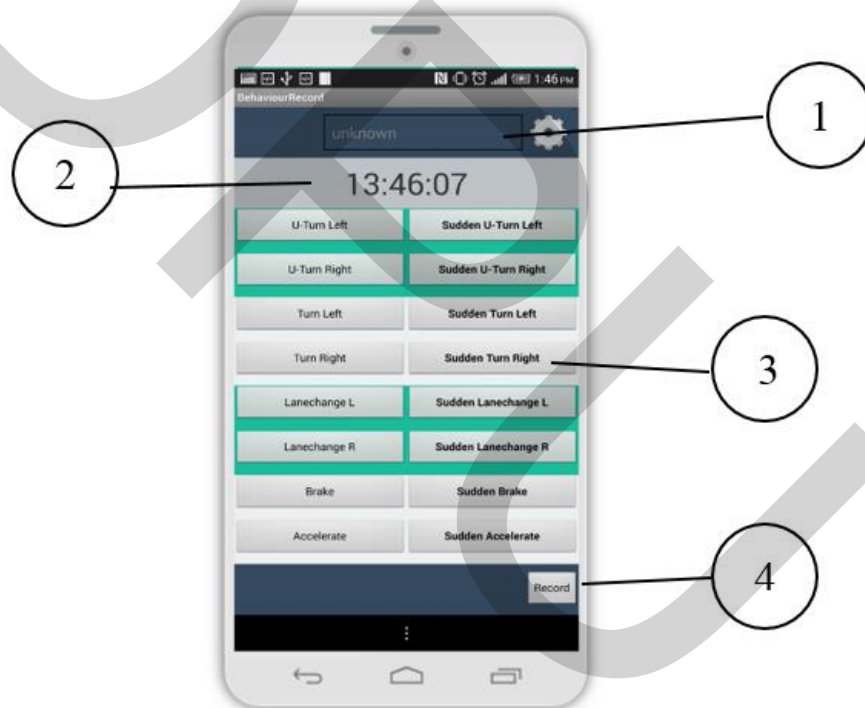 1:46 PM
BehaviourRecord
unknown
1
2
13:46:07
U-Turn Left
Sudden U-Turn Left
U-Turn Right
Sudden U-Turn Right
Turn Left
Sudden Turn Left
Turn Right
Sudden Turn Right
3
Lanechange L
Sudden Lanechange L
Lanechange R
Sudden Lanechange R
Brake
Sudden Brake
Accelerate
Sudden Accelerate
Record
4